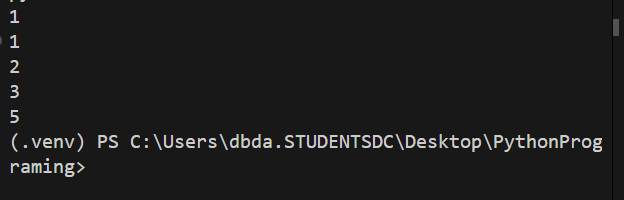 1
1
2
3
5
(.venv) PS C:\Users\dbda.STUDENTSDC\Desktop\PythonProg
raming>